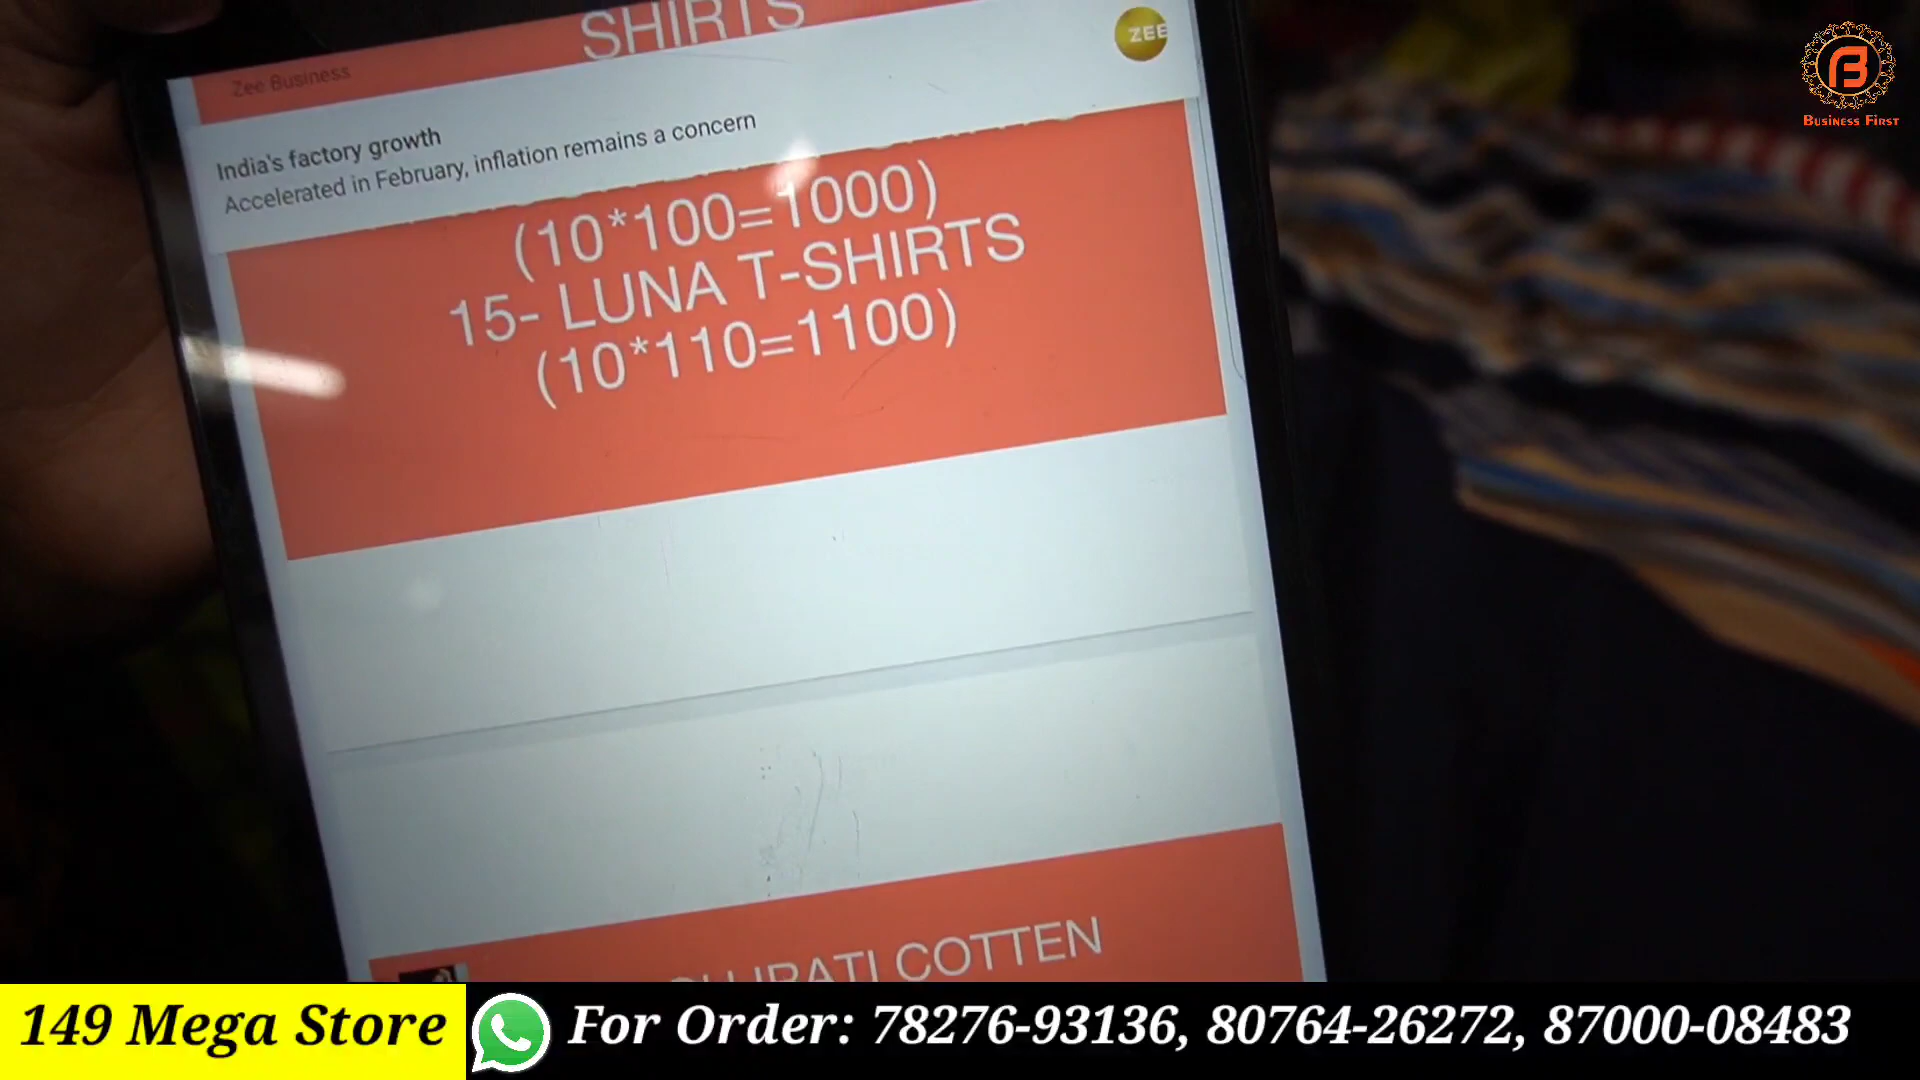 SHIRTS
ZEE
Zee Business
India's factory growth
Accelerated in February, inflation remains a concern
(10*100=1000)
15- LUNA T-SHIRTS
(10*110=1100)
COTTEN
BUSINESS FIRST
149 Mega Store
For Order: 78276-93136, 80764-26272, 87000-08483